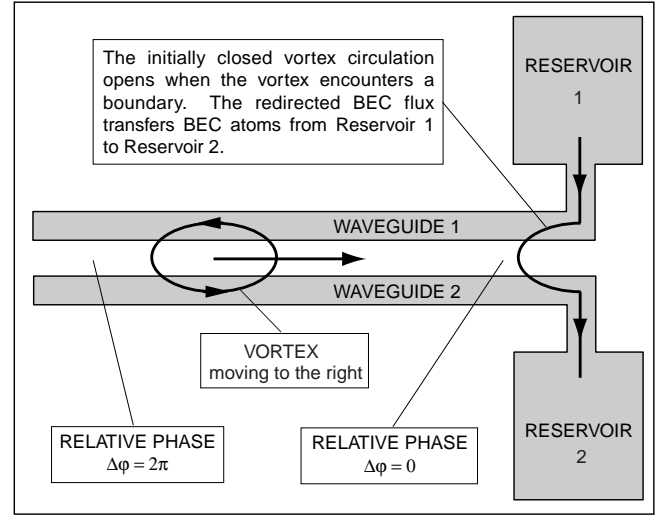 The initially closed vortex circulation
opens when the vortex encounters a
boundary. The redirected BEC flux
transfers BEC atoms from Reservoir 1
to Reservoir 2.
RESERVOIR
1
WAVEGUIDE 1
WAVEGUIDE 2
VORTEX
moving to the right
RELATIVE PHASE
Δφ = 2π
RELATIVE PHASE
Δφ = 0
RESERVOIR
2